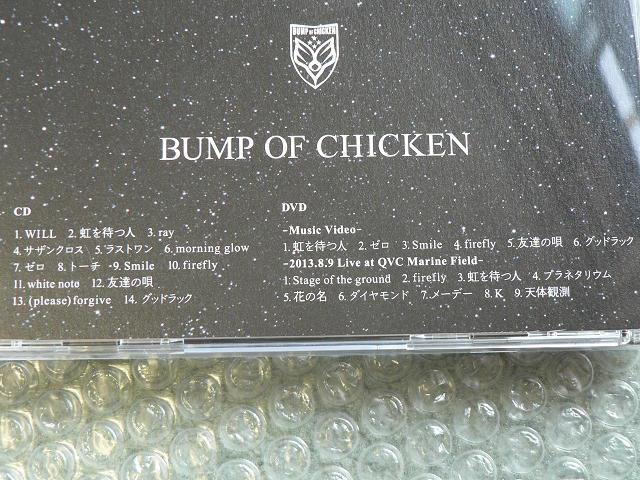 BUMP OF CHICKEN
BUMP OF CHICKEN
CD
1. WILL 2. 虹を待つ人 3. ray
4. サザンクロス 5. ラストワン 6. morning glow
7. ゼロ 8. トーチ 9. Smile 10. firefly
11. white note 12. 友達の唄
13. (please)forgive 14. グッドラック
DVD
-Music Video-
1. 虹を待つ人 2. ゼロ 3. Smile 4. firefly 5. 友達の唄 6. グッドラック
-2013.8.9 Live at QVC Marine Field-
1. Stage of the ground 2. firefly 3. 虹を待つ人 4. プラネタリウム
5. 花の名 6. ダイヤモンド 7. メーデー 8. K 9. 天体観測